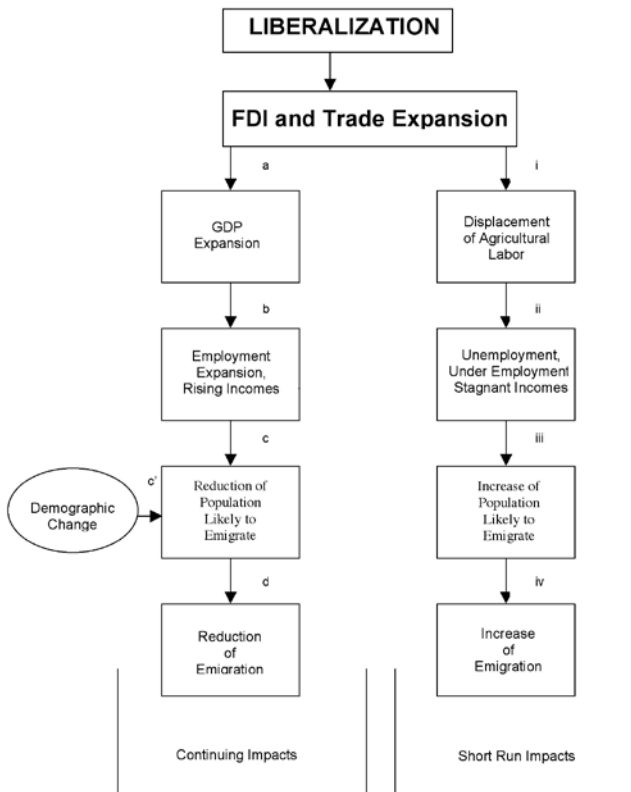 LIBERALIZATION
FDI and Trade Expansion
a
i
GDP
Expansion
Displacement
of Agricultural
Labor
b
ii
Employment
Expansion,
Rising Incomes
Unemployment,
Under Employment
Stagnant Incomes
c
iii
c'
Demographic
Change
Reduction of
Population
Likely to
Emigrate
Increase of
Population
Likely to
Emigrate
d
iv
Reduction
of
Emigration
Increase
of
Emigration
Continuing Impacts
Short Run Impacts